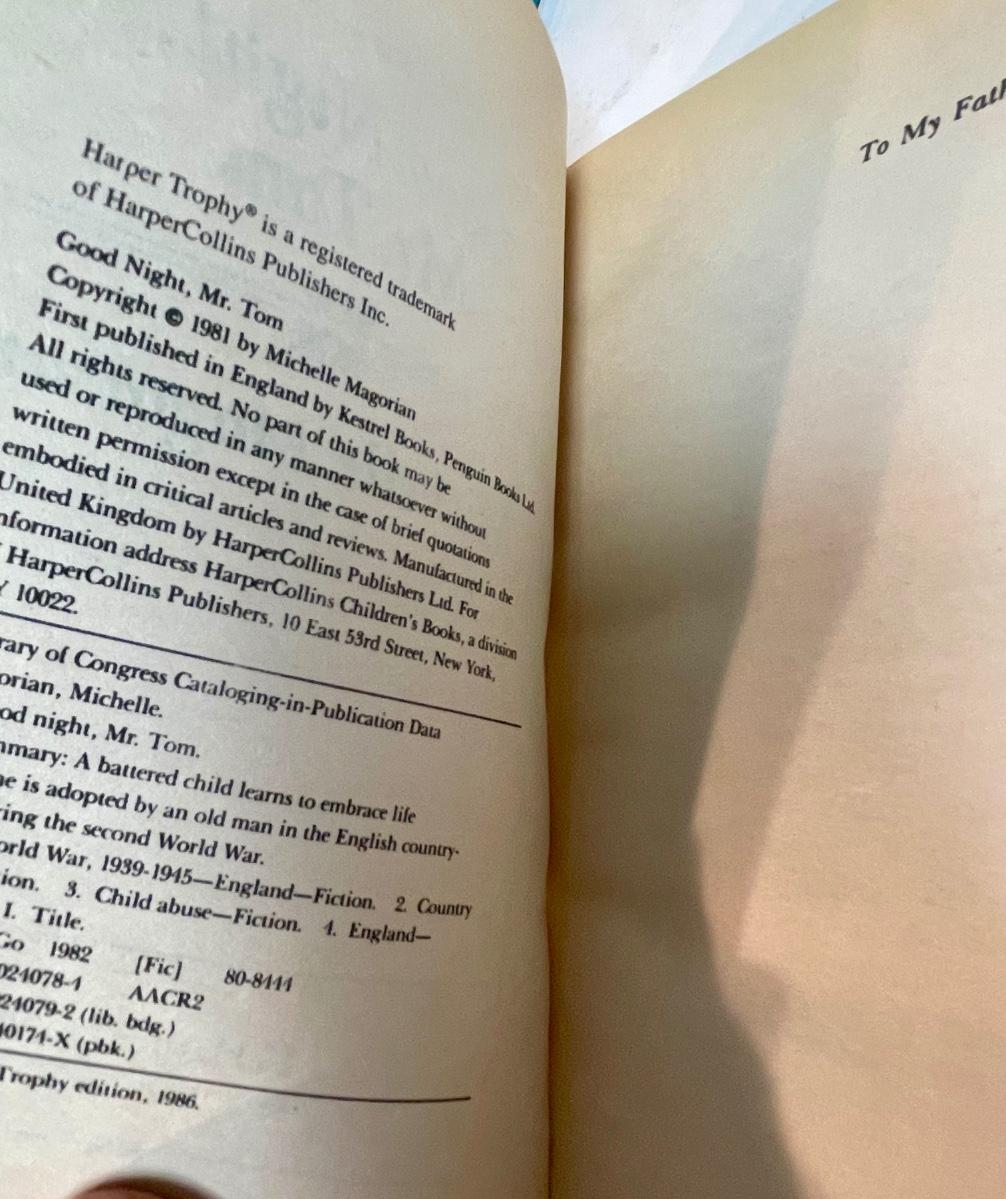 Harper Trophy® is a registered trademark
of HarperCollins Publishers Inc.
Good Night, Mr. Tom
Copyright © 1981 by Michelle Magorian
First published in England by Kestrel Books, Penguin Books Ltd.
All rights reserved. No part of this book may be
used or reproduced in any manner whatsoever without
written permission except in the case of brief quotations
embodied in critical articles and reviews. Manufactured in the
United Kingdom by HarperCollins Publishers Ltd. For
nformation address HarperCollins Children's Books, a division
HarperCollins Publishers, 10 East 53rd Street, New York,
10022.
rary of Congress Cataloging-in-Publication Data
orian, Michelle.
od night, Mr. Tom.
mmary: A battered child learns to embrace life
he is adopted by an old man in the English country-
ring the second World War.
orld War, 1939-1945—England—Fiction. 2. Country
ion. 3. Child abuse—Fiction. 4. England—
I. Title.
Go 1982 [Fic] 80-8444
024078-4 AACR2
24079-2 (lib. bdg.)
40174-X (pbk.)
Trophy edition, 1986.
To My Fath